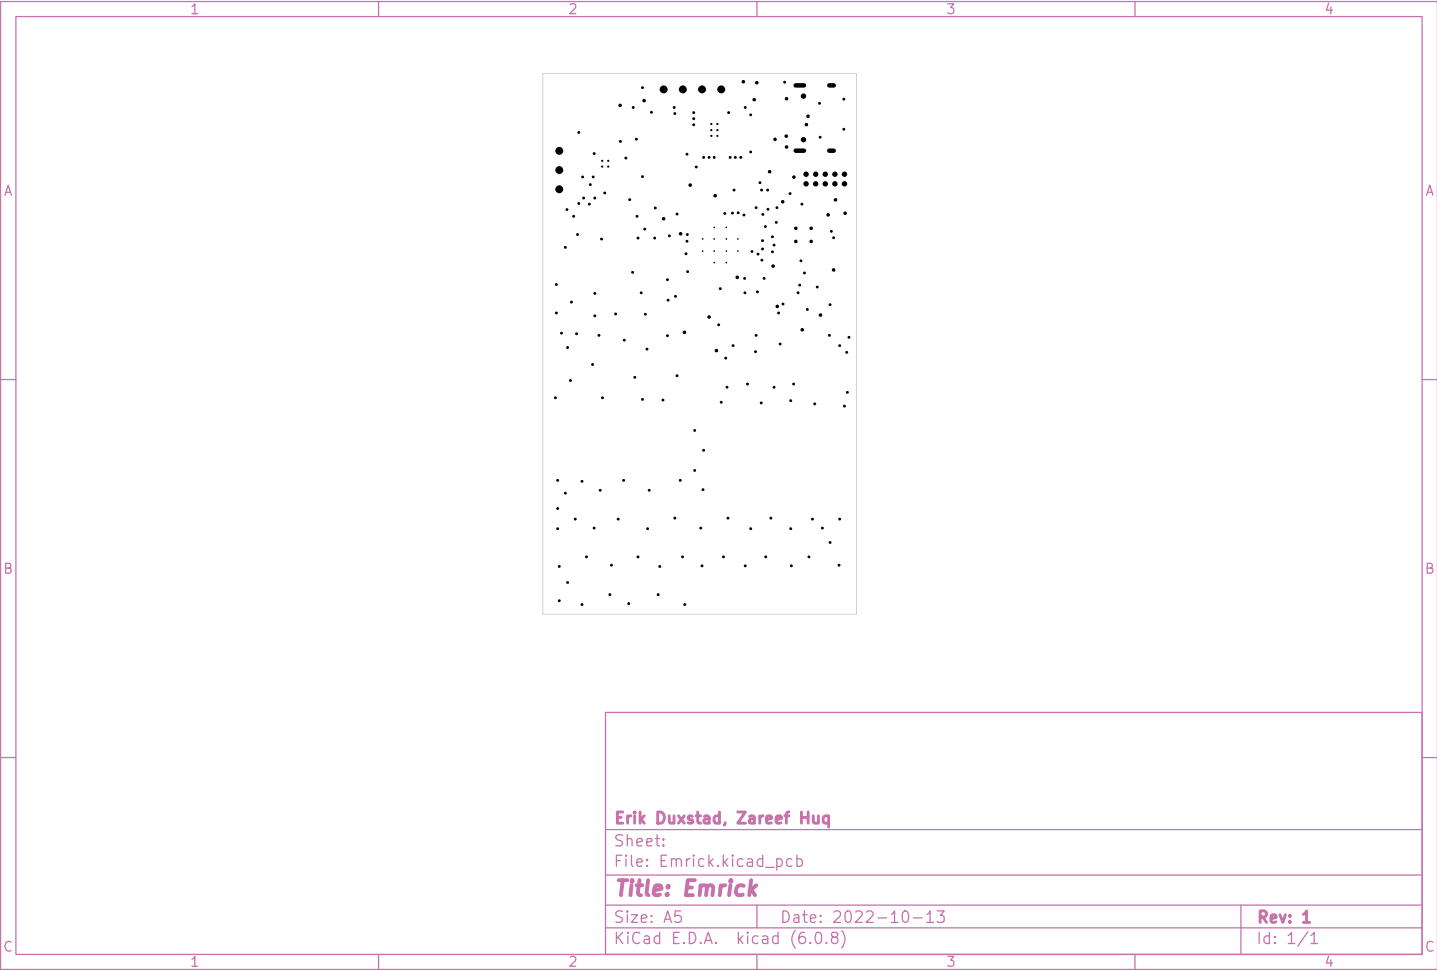 1 2 3 4
A A
B B
C C
Erik Duxstad, Zareef Huq
Sheet:
File: Emrick.kicad_pcb
Title: Emrick
Size: A5 Date: 2022-10-13 Rev: 1
KiCad E.D.A. kicad (6.0.8) Id: 1/1
1 2 3 4